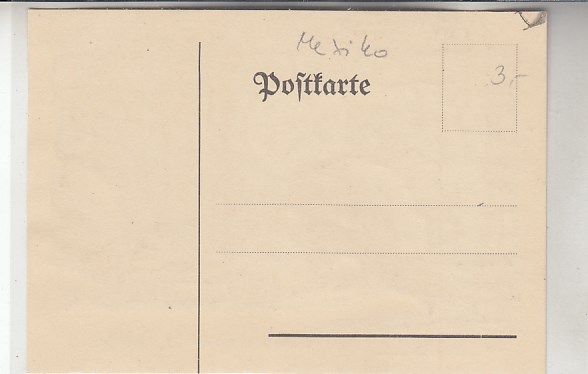 Mexiko
Postkarte
3,-